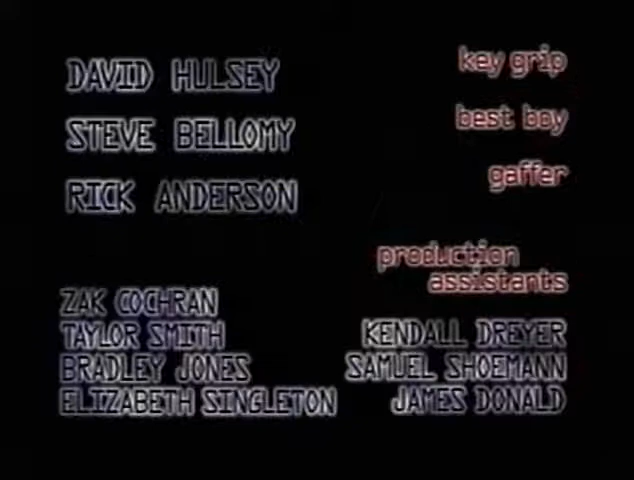 DAVID HULSEY key grip
STEVE BELLOMY best boy
RICK ANDERSON gaffer
production
assistants
ZAK COCHRAN
TAYLOR SMITH KENDALL DREYER
BRADLEY JONES SAMUEL SHOEMANN
ELIZABETH SINGLETON JAMES DONALD